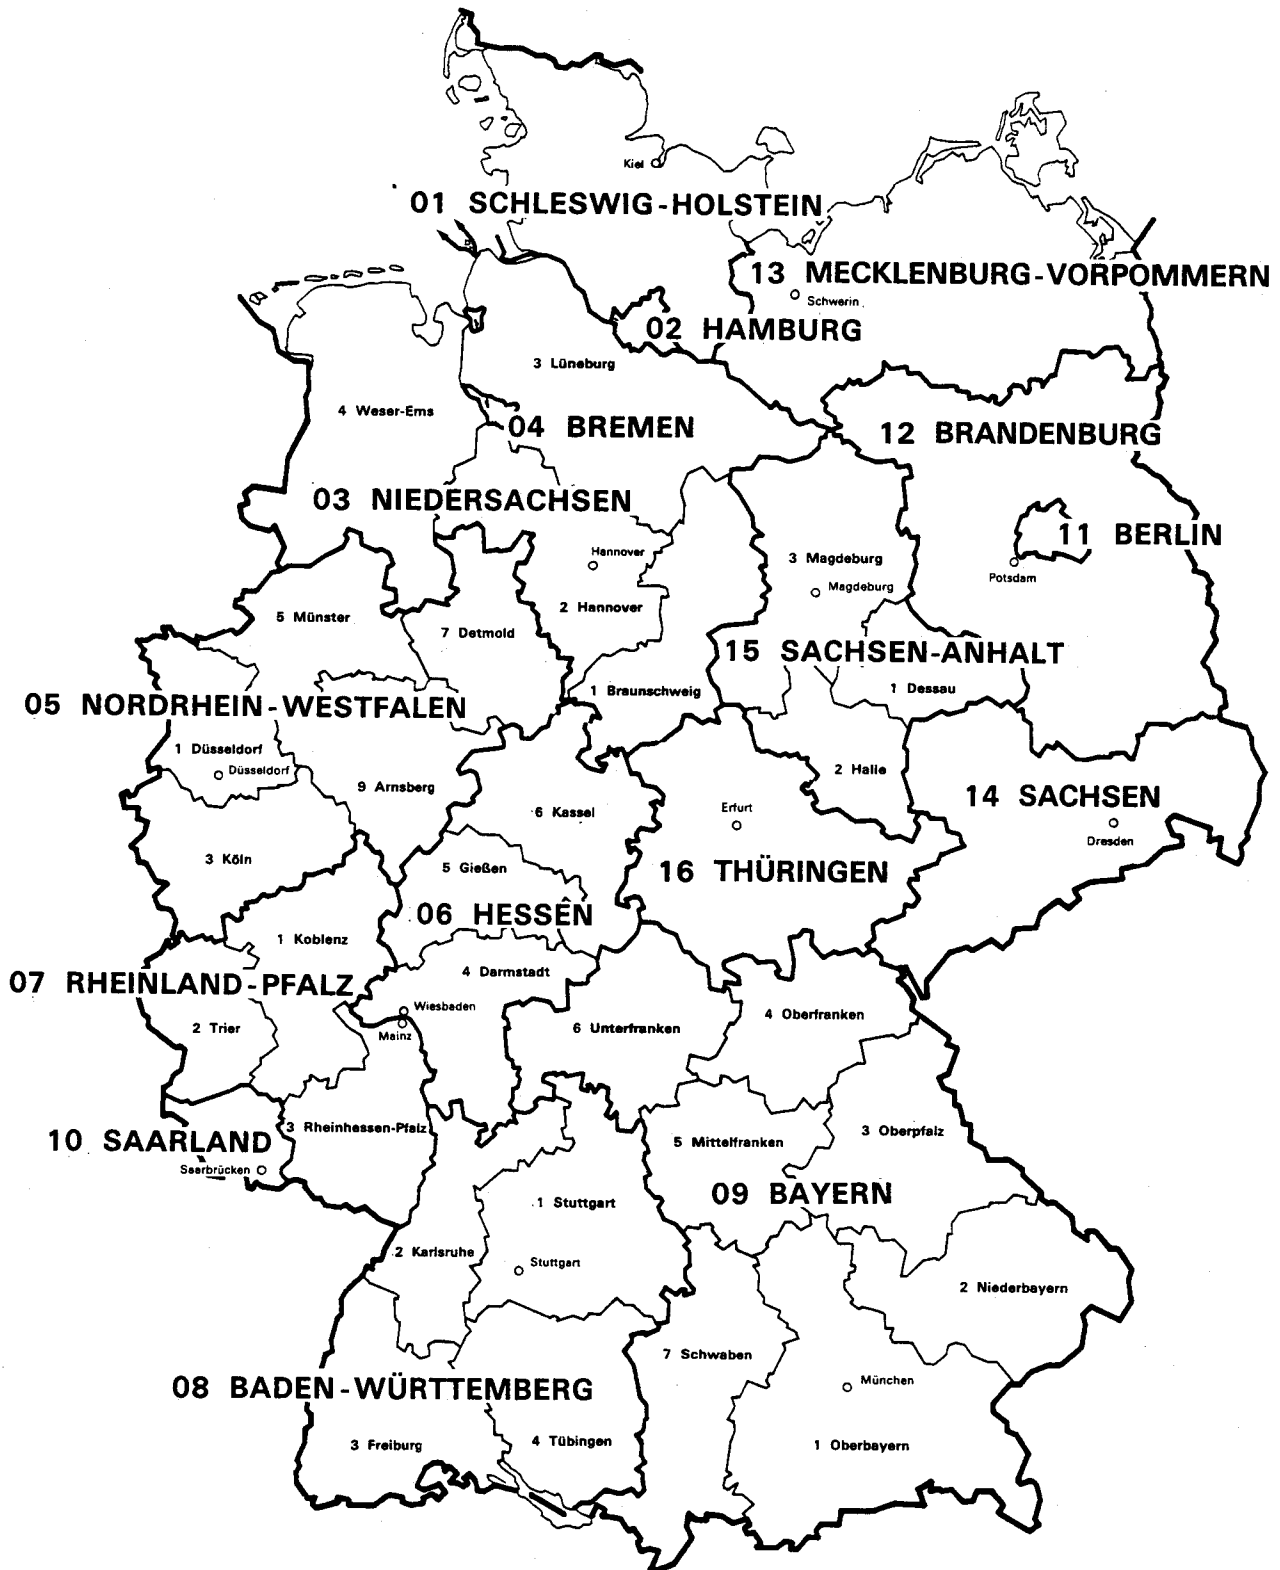 Kiel
01 SCHLESWIG-HOLSTEIN
13 MECKLENBURG-VORPOMMERN
Schwerin
02 HAMBURG
3 Lüneburg
4 Weser-Ems
04 BREMEN
12 BRANDENBURG
03 NIEDERSACHSEN
11 BERLIN
Hannover
3 Magdeburg
Potsdam
Magdeburg
2 Hannover
5 Münster
7 Detmold
15 SACHSEN-ANHALT
1 Dessau
1 Braunschweig
05 NORDRHEIN-WESTFALEN
1 Düsseldorf
Düsseldorf
2 Halle
9 Arnsberg
14 SACHSEN
6 Kassel
Erfurt
Dresden
3 Köln
5 Gießen
16 THÜRINGEN
06 HESSÊN
1 Koblenz
4 Darmstadt
07 RHEINLAND-PFALZ
Wiesbaden
4 Oberfranken
2 Trier
Mainz
6 Unterfranken
3 Rheinhessen-Pfalz
3 Oberpfalz
10 SAARLAND
5 Mittelfranken
Saarbrücken
09 BAYERN
1 Stuttgart
2 Karlsruhe
Stuttgart
2 Niederbayern
7 Schwaben
München
08 BADEN-WÜRTTEMBERG
3 Freiburg
4 Tübingen
1 Oberbayern